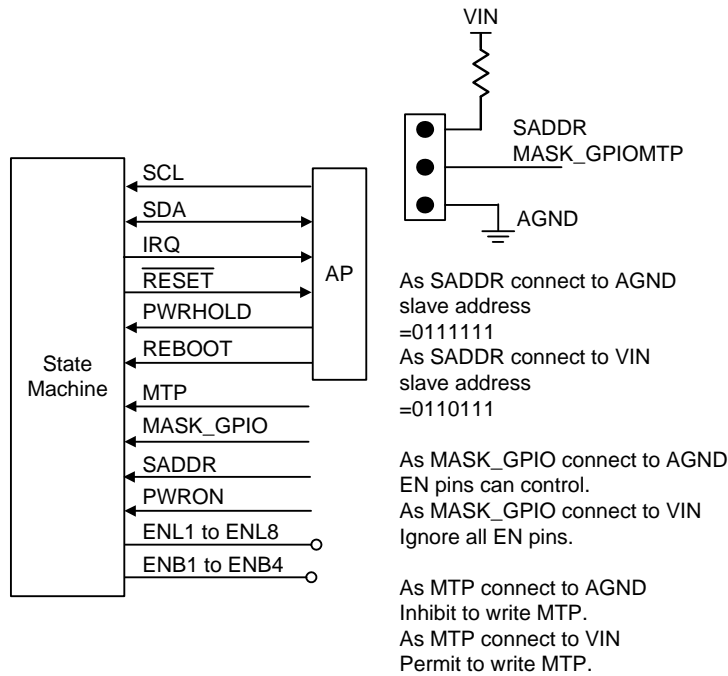 VIN
SADDR
MASK_GPIOMTP
AGND
SCL
SDA
IRQ
RESET
PWRHOLD
REBOOT
AP
State
Machine
MTP
MASK_GPIO
SADDR
PWRON
ENL1 to ENL8
ENB1 to ENB4
As SADDR connect to AGND
slave address
=0111111
As SADDR connect to VIN
slave address
=0110111
As MASK_GPIO connect to AGND
EN pins can control.
As MASK_GPIO connect to VIN
Ignore all EN pins.
As MTP connect to AGND
Inhibit to write MTP.
As MTP connect to VIN
Permit to write MTP.